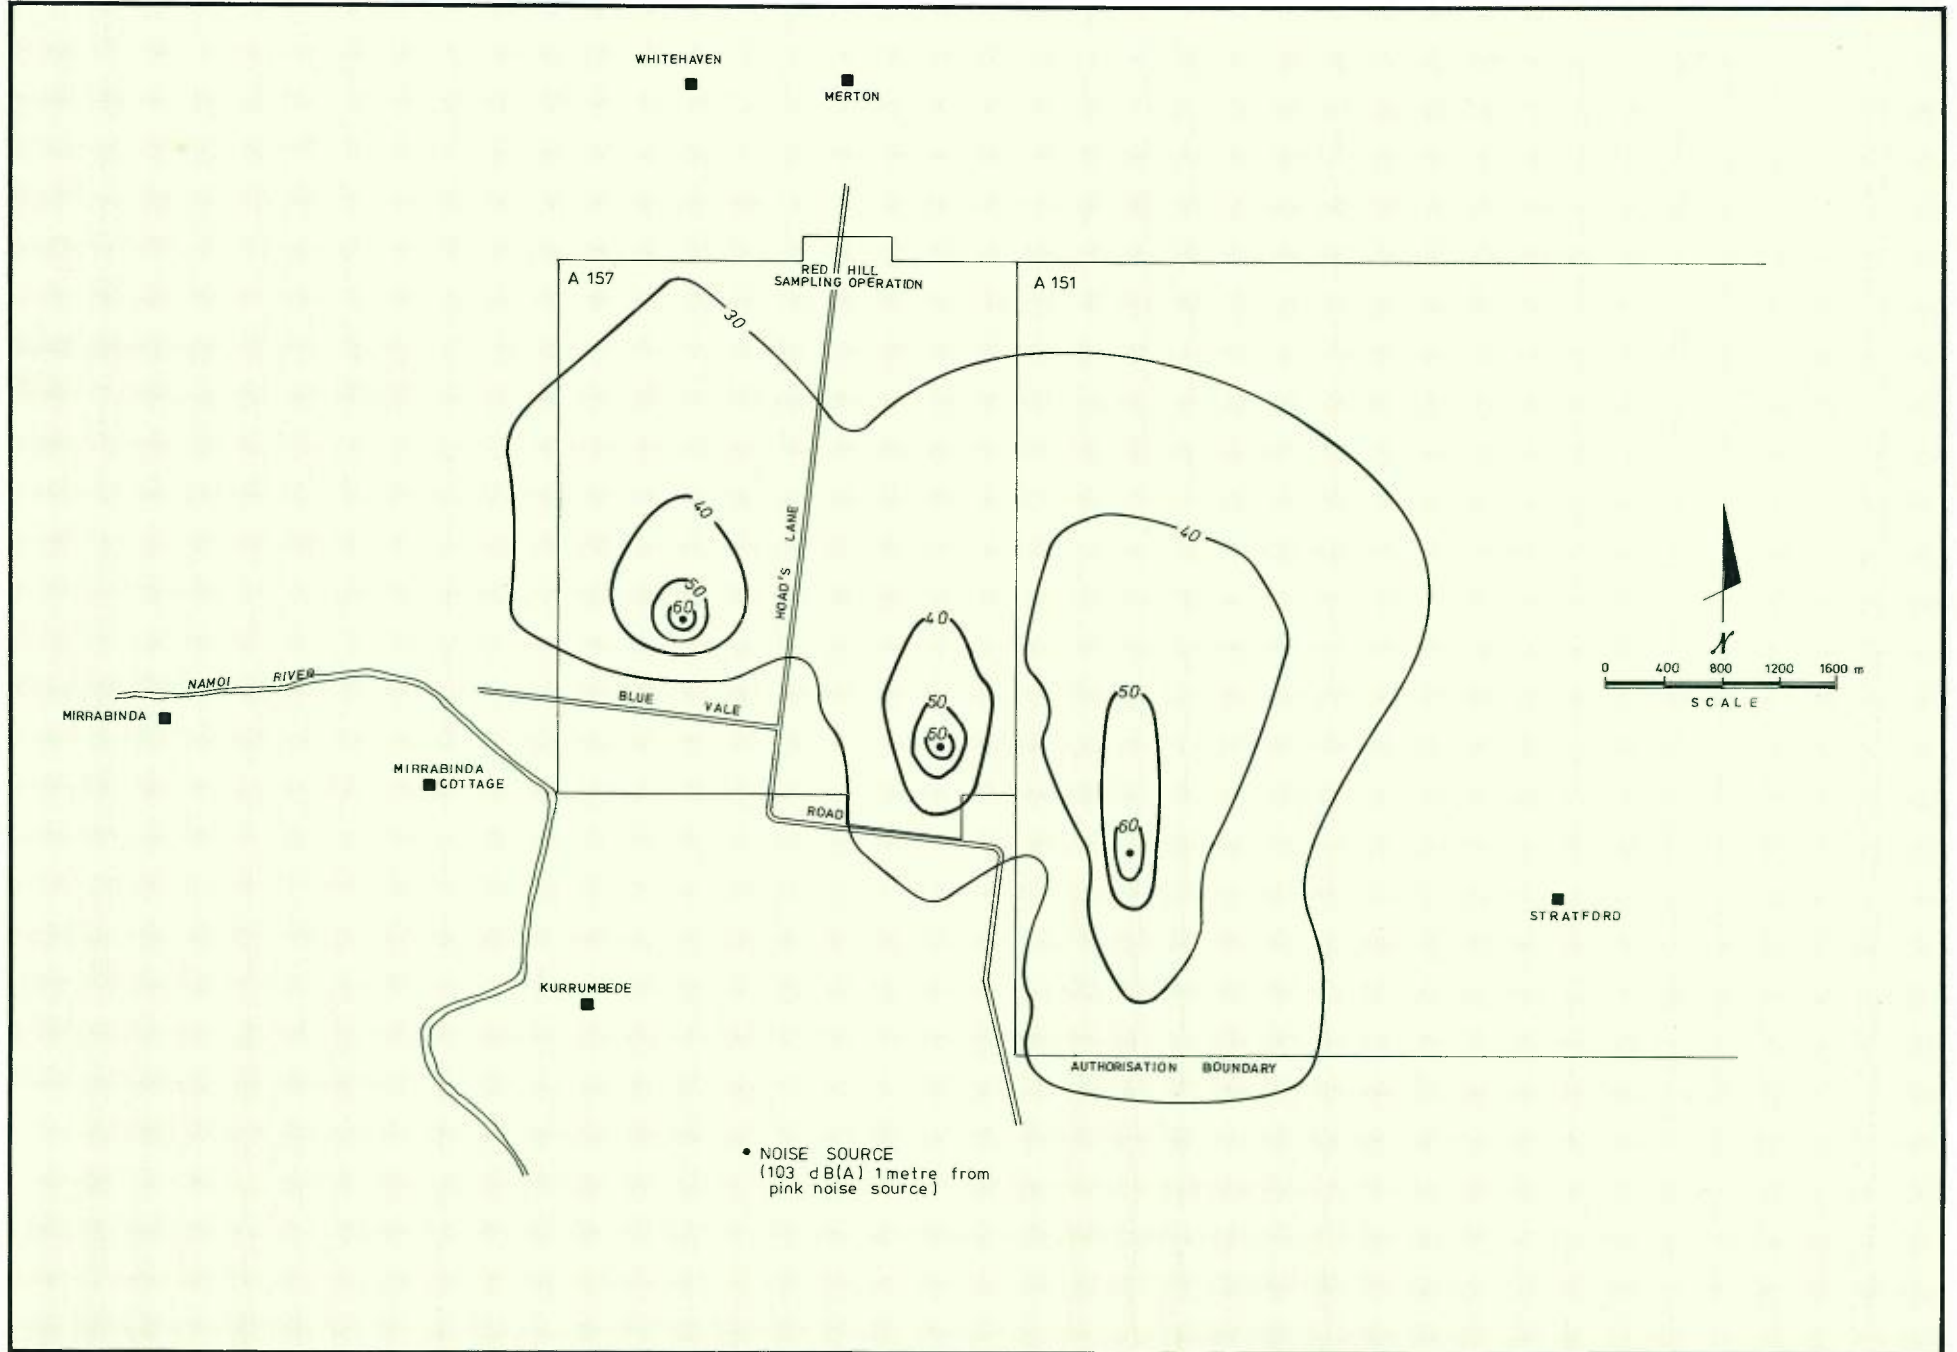 WHITEHAVEN
MERTON
A 157
RED HILL
SAMPLING OPERATION
A 151
30
40
40
HOAD'S LANE
50
60
40
N
0 400 800 1200 1600 m
SCALE
NAMOI RIVER
BLUE VALE
50
50
MIRRABINDA
60
MIRRABINDA
COTTAGE
ROAD
60
STRATFORD
KURRUMBEDE
AUTHORISATION BOUNDARY
NOISE SOURCE
(103 dB(A) 1 metre from
pink noise source)